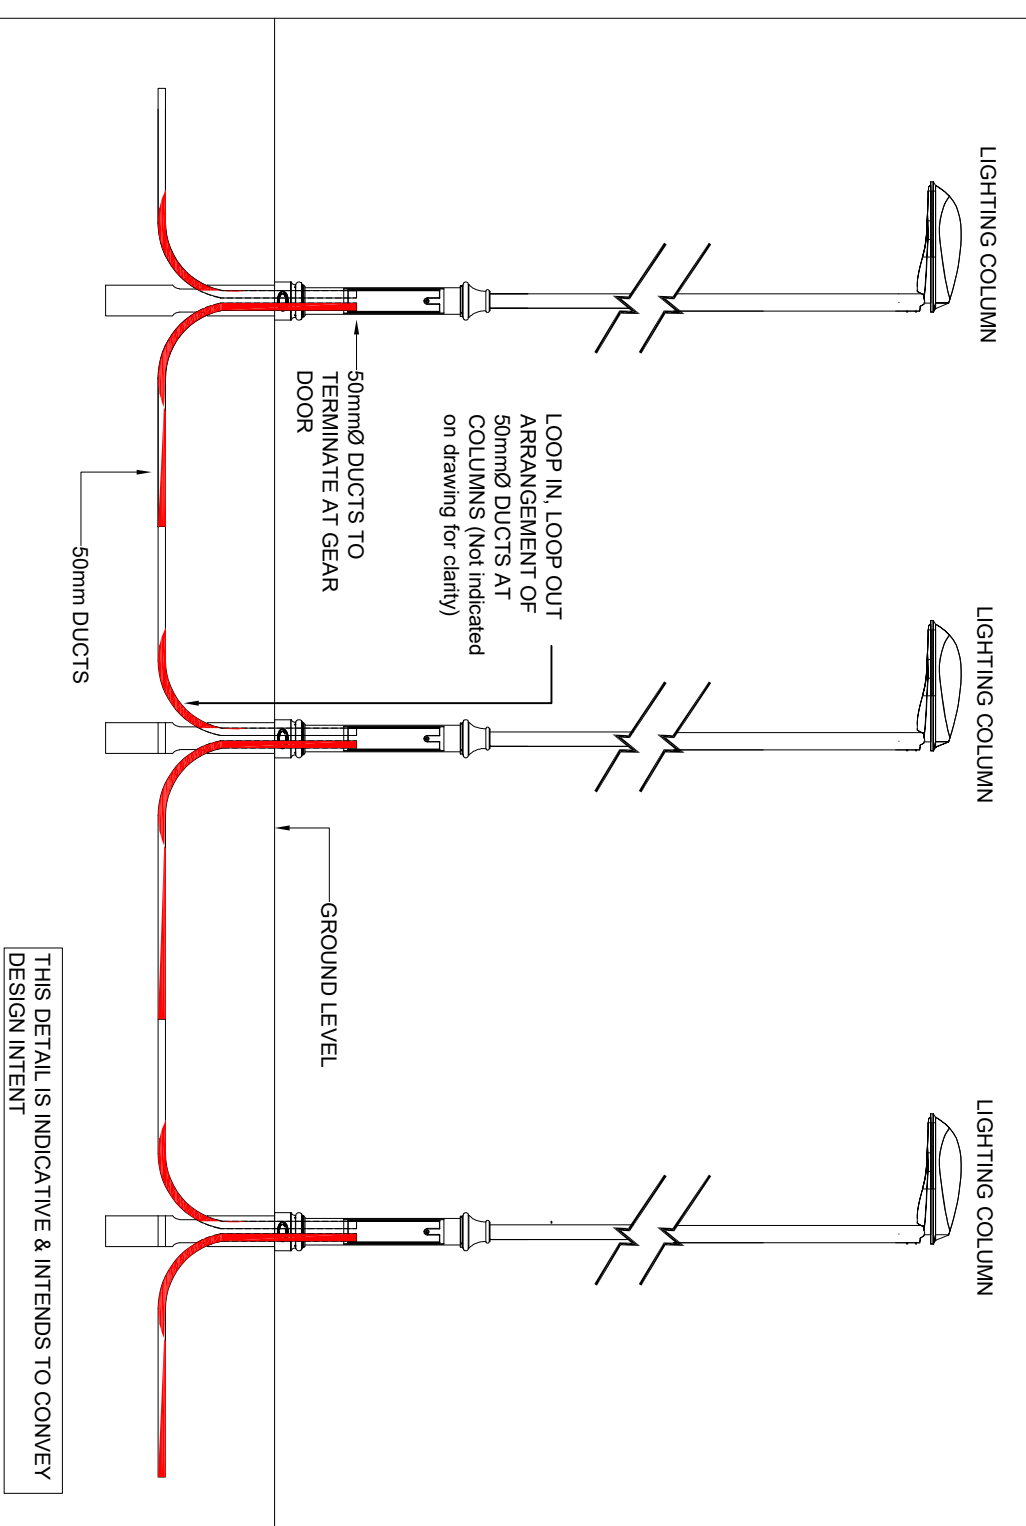 LIGHTING COLUMN
LIGHTING COLUMN
LIGHTING COLUMN
LOOP IN, LOOP OUT
ARRANGEMENT OF
50mmØ DUCTS AT
COLUMNS (Not indicated
on drawing for clarity)
50mmØ DUCTS TO
TERMINATE AT GEAR
DOOR
GROUND LEVEL
50mm DUCTS
THIS DETAIL IS INDICATIVE & INTENDS TO CONVEY
DESIGN INTENT